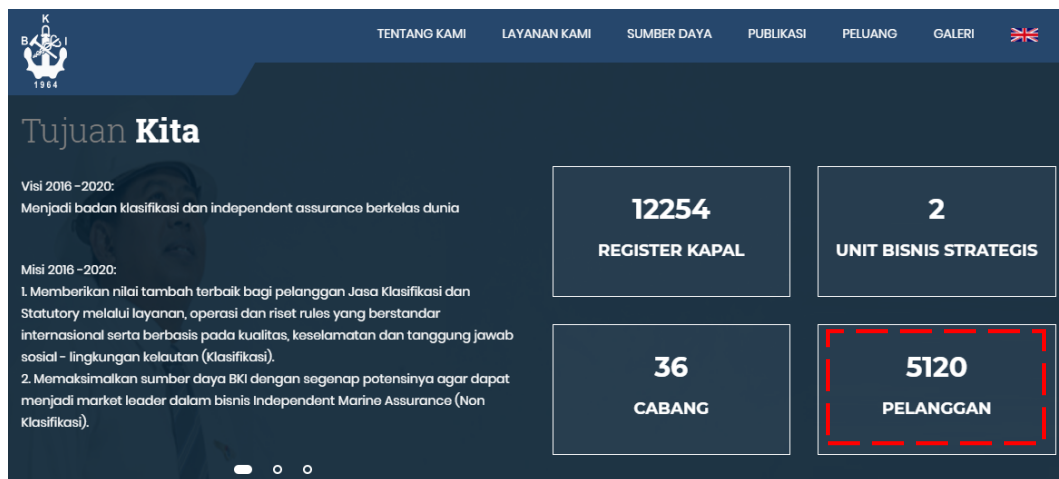 K
B I
1964
TENTANG KAMI LAYANAN KAMI SUMBER DAYA PUBLIKASI PELUANG GALERI
Tujuan Kita
Visi 2016 -2020:
Menjadi badan klasifikasi dan independent assurance berkelas dunia
Misi 2016 -2020:
1. Memberikan nilai tambah terbaik bagi pelanggan Jasa Klasifikasi dan
Statutory melalui layanan, operasi dan riset rules yang berstandar
internasional serta berbasis pada kualitas, keselamatan dan tanggung jawab
sosial - lingkungan kelautan (Klasifikasi).
2. Memaksimalkan sumber daya BKI dengan segenap potensinya agar dapat
menjadi market leader dalam bisnis Independent Marine Assurance (Non
Klasifikasi).
12254
REGISTER KAPAL
2
UNIT BISNIS STRATEGIS
36
CABANG
5120
PELANGGAN